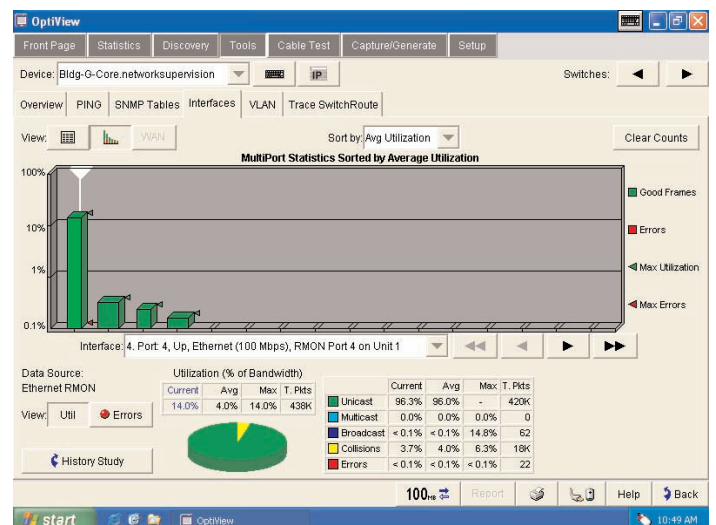 OptiView
Front Page Statistics Discovery Tools Cable Test Capture/Generate Setup
Device: Bldg-G-Core.networksupervision IP Switches:
Overview PING SNMP Tables Interfaces VLAN Trace SwitchRoute
View: WAN Sort by: Avg Utilization Clear Counts
MultiPort Statistics Sorted by Average Utilization
100%
10%
1%
0.1%
Good Frames
Errors
Max Utilization
Max Errors
Interface: 4. Port: 4, Up, Ethernet (100 Mbps), RMON Port 4 on Unit 1
Data Source:
Ethernet RMON
View: Util Errors
History Study
Utilization (% of Bandwidth)
Current Avg Max T. Pkts
14.0% 4.0% 14.0% 438K
Current Avg Max T. Pkts
Unicast 96.3% 96.0% - 420K
Multicast 0.0% 0.0% 0.0% 0
Broadcast < 0.1% < 0.1% 14.8% 62
Collisions 3.7% 4.0% 6.3% 18K
Errors < 0.1% < 0.1% < 0.1% 22
100 MB Report Help Back
start OptiView 10:49 AM